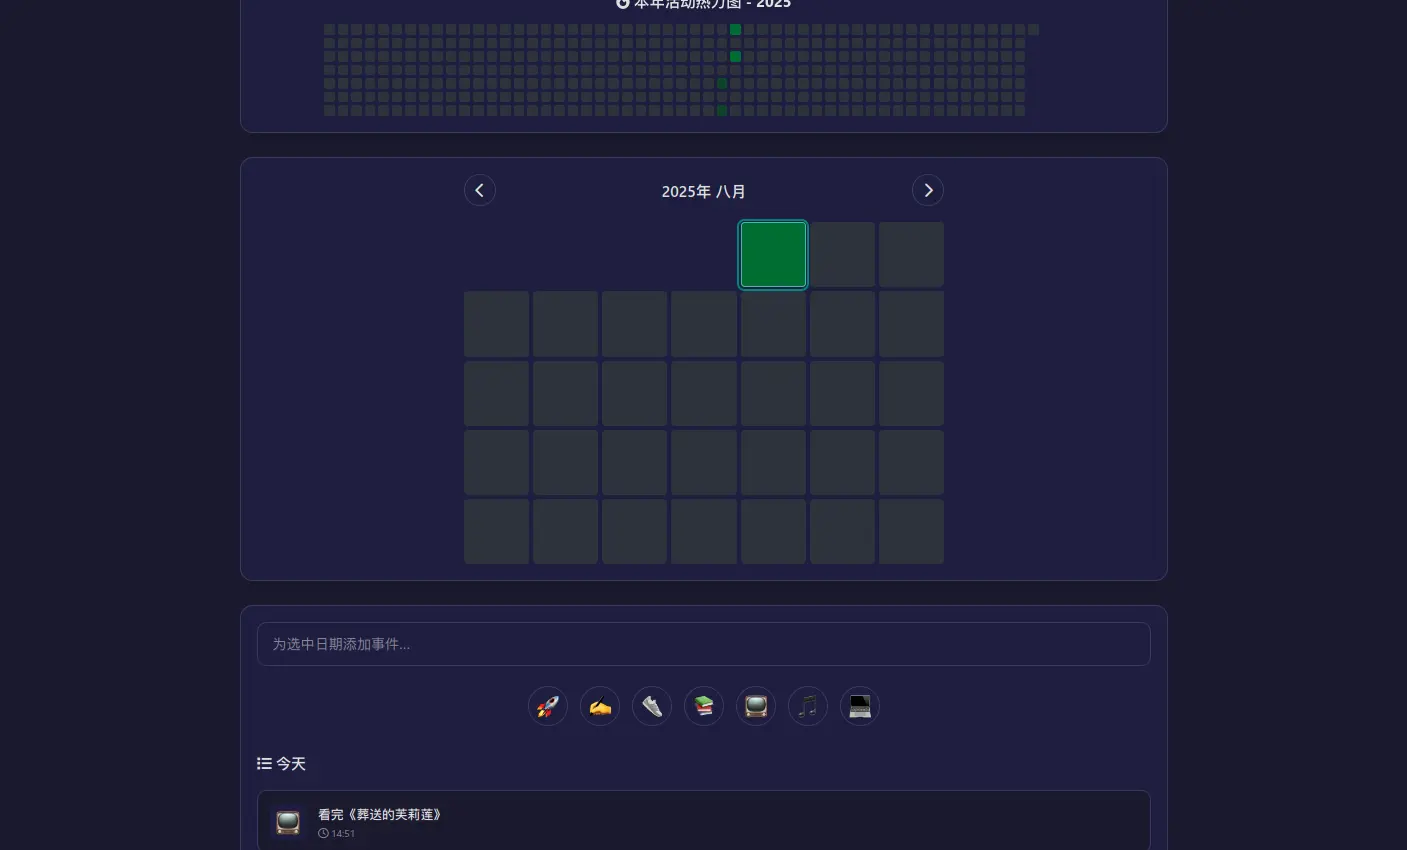 本年活动热力图 - 2025
2025年 八月
为选中日期添加事件...
今天
看完《葬送的芙莉莲》
14:51